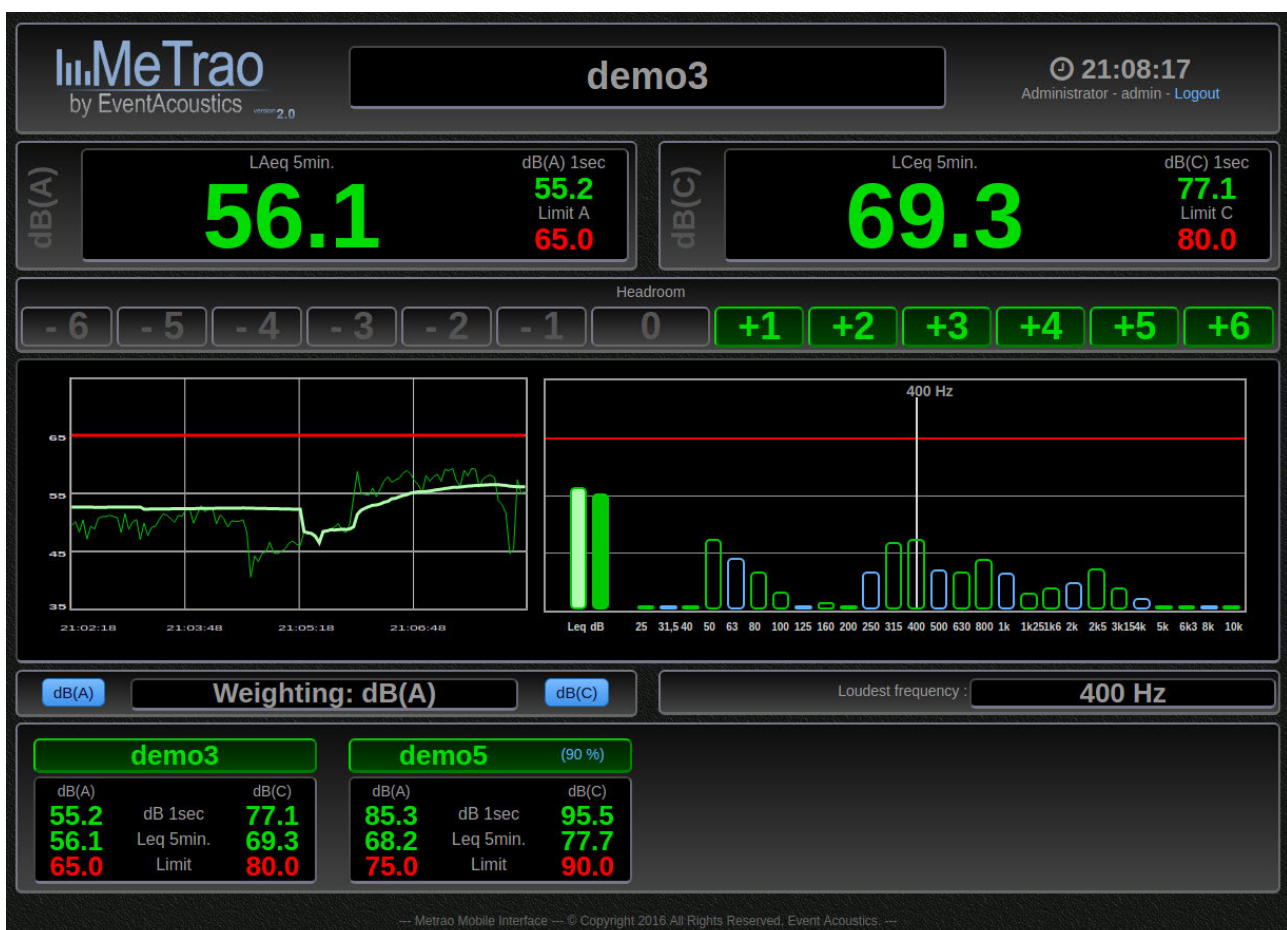 MeTrao
by EventAcoustics version 2.0
demo3
21:08:17
Administrator - admin - Logout
dB(A)
LAeq 5min.
56.1
dB(A) 1sec
55.2
Limit A
65.0
dB(C)
LCeq 5min.
69.3
dB(C) 1sec
77.1
Limit C
80.0
Headroom
- 6 - 5 - 4 - 3 - 2 - 1 0 +1 +2 +3 +4 +5 +6
65
55
45
35
21:02:18 21:03:48 21:05:18 21:06:48
400 Hz
Leq dB 25 31,5 40 50 63 80 100 125 160 200 250 315 400 500 630 800 1k 1k25 1k6 2k 2k5 3k15 4k 5k 6k3 8k 10k
dB(A) Weighting: dB(A) dB(C)
Loudest frequency : 400 Hz
demo3
dB(A) dB(C)
55.2 dB 1sec 77.1
56.1 Leq 5min. 69.3
65.0 Limit 80.0
demo5 (90 %)
dB(A) dB(C)
85.3 dB 1sec 95.5
68.2 Leq 5min. 77.7
75.0 Limit 90.0
--- Metrao Mobile Interface --- © Copyright 2016 All Rights Reserved, Event Acoustics. ---